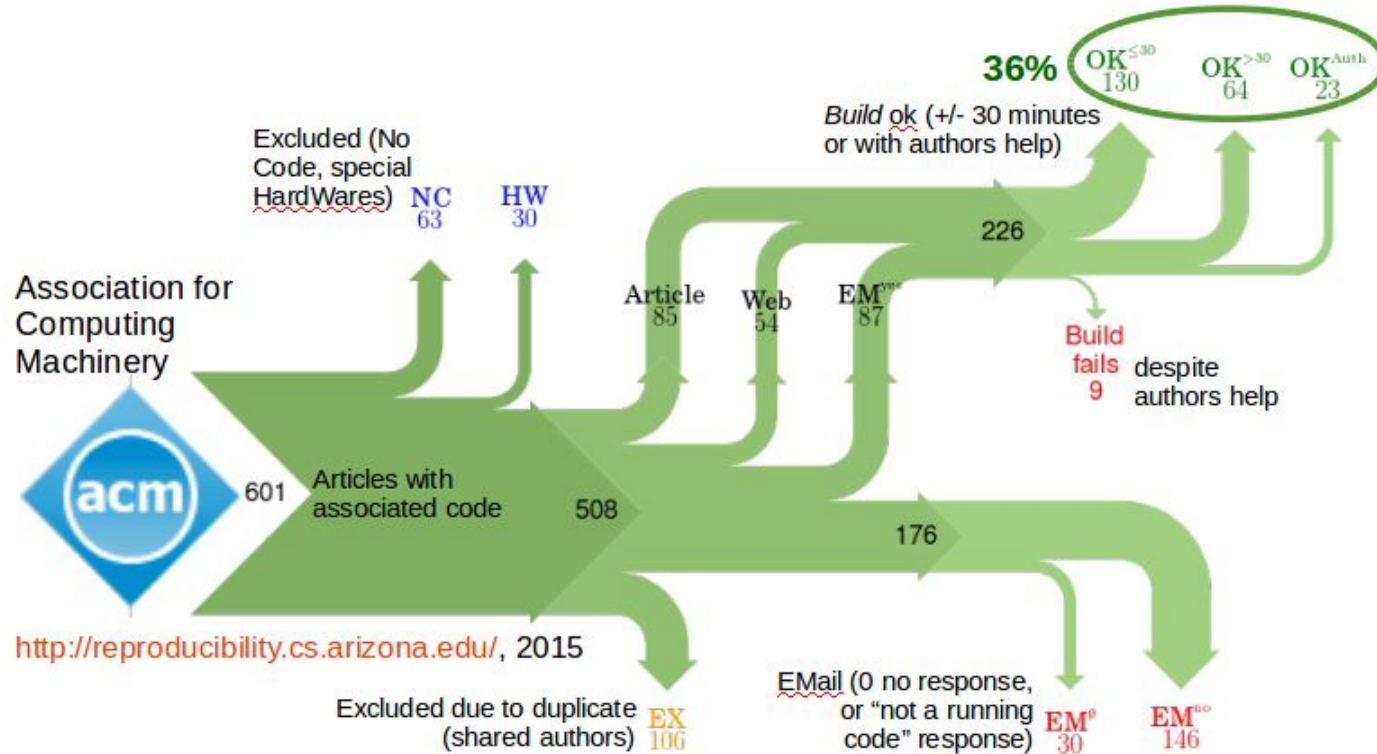 36%
OK≤30
130
OK>30
64
OKAuth
23
Build ok (+/- 30 minutes
or with authors help)
Excluded (No
Code, special
HardWares)
NC
63
HW
30
226
Article
85
Web
54
EMyes
87
Build
fails
9
despite
authors help
Association for
Computing
Machinery
acm
601
Articles with
associated code
508
176
http://reproducibility.cs.arizona.edu/, 2015
Excluded due to duplicate
(shared authors)
EX
106
EMail (0 no response,
or “not a running
code” response)
EMø
30
EMno
146